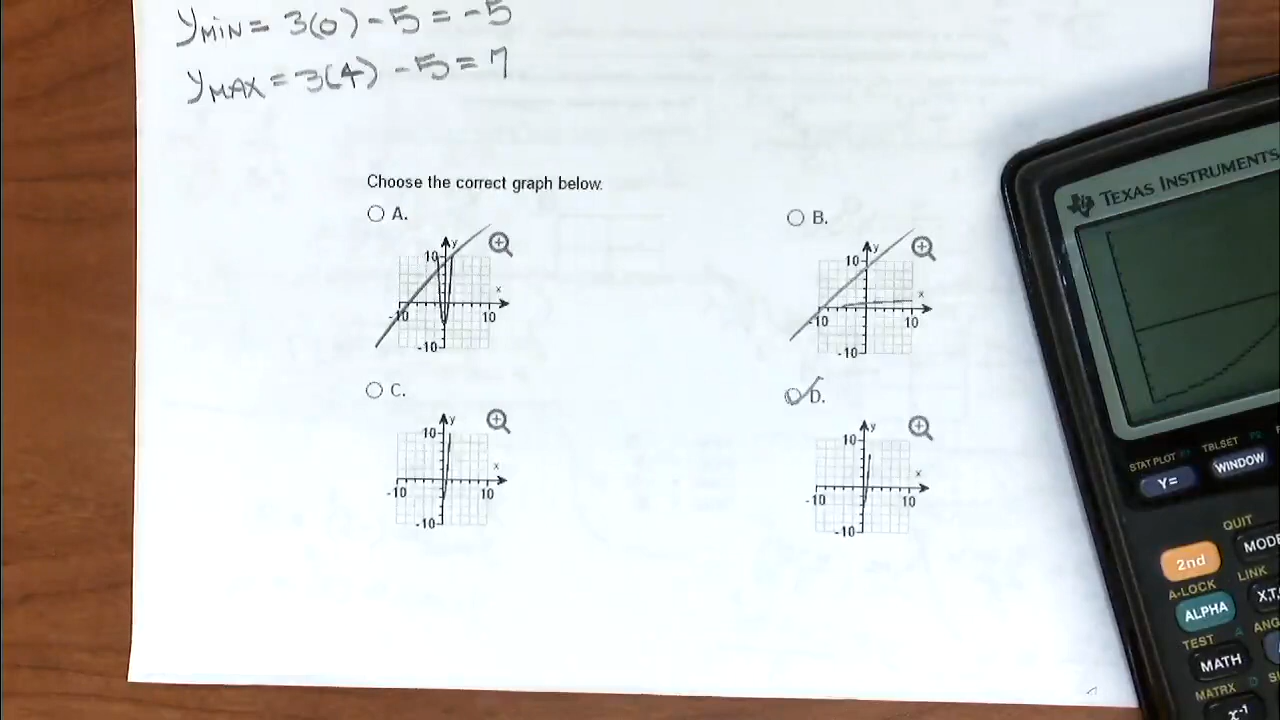 yMIN = 3(0) - 5 = -5
yMAX = 3(4) - 5 = 7
Choose the correct graph below.
A.
B.
y
10
x
-10
10
-10
y
10
x
-10
10
-10
C.
D.
y
10
x
-10
10
-10
y
10
x
-10
10
-10
TEXAS INSTRUMENTS
STAT PLOT
TBLSET
Y=
WINDOW
QUIT
2nd
MODE
A-LOCK
LINK
ALPHA
X,T,
TEST
A
ANG
MATH
MATRX
D
x-1